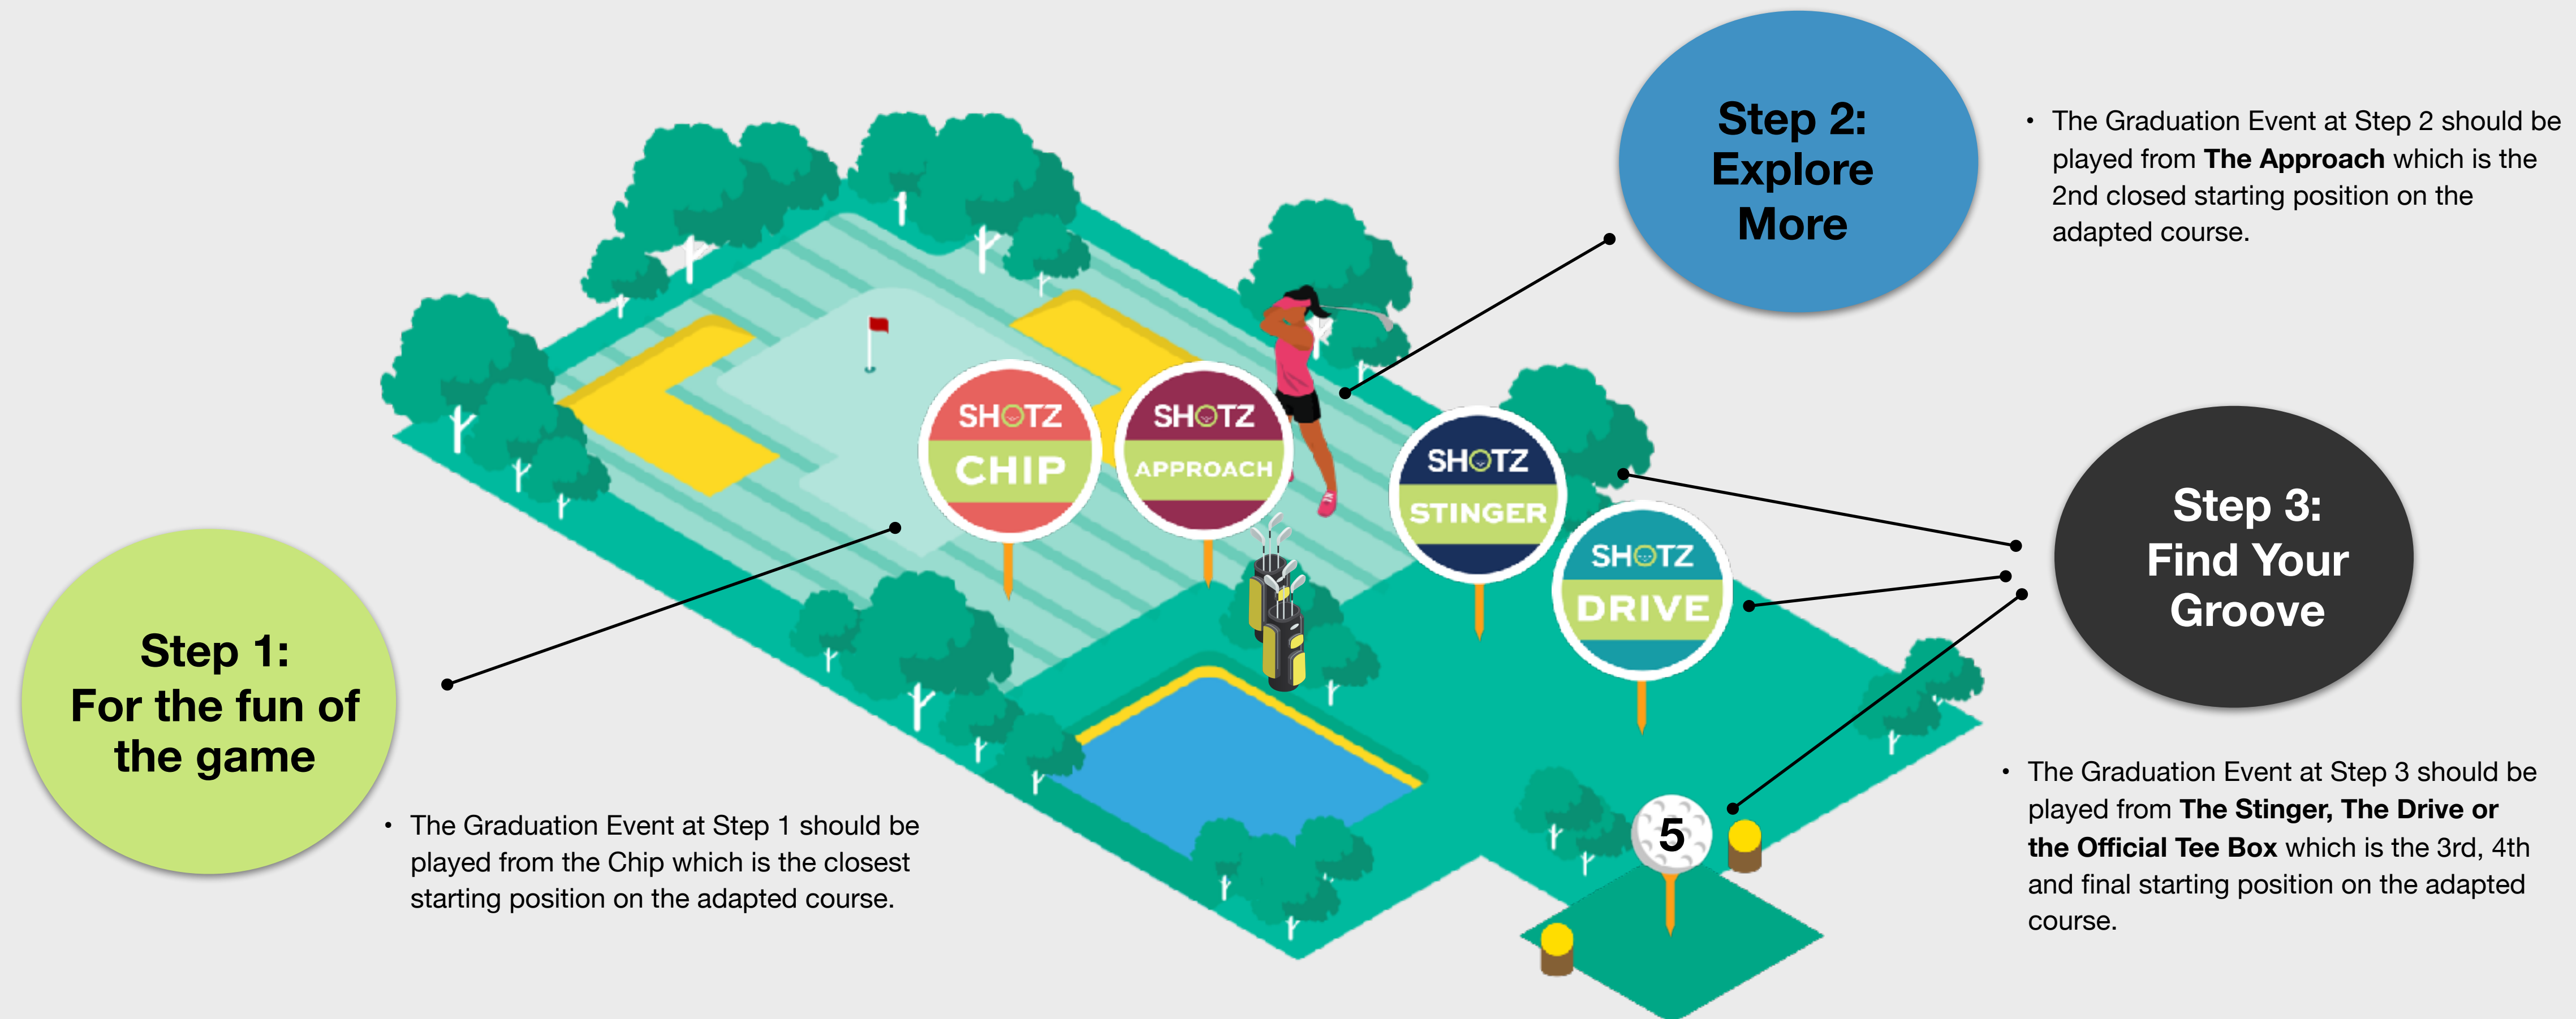 Step 2:
Explore
More
• The Graduation Event at Step 2 should be
played from The Approach which is the
2nd closed starting position on the
adapted course.
SHOTZ
CHIP
SHOTZ
APPROACH
SHOTZ
STINGER
SHOTZ
DRIVE
Step 3:
Find Your
Groove
Step 1:
For the fun of
the game
• The Graduation Event at Step 1 should be
played from the Chip which is the closest
starting position on the adapted course.
5
• The Graduation Event at Step 3 should be
played from The Stinger, The Drive or
the Official Tee Box which is the 3rd, 4th
and final starting position on the adapted
course.